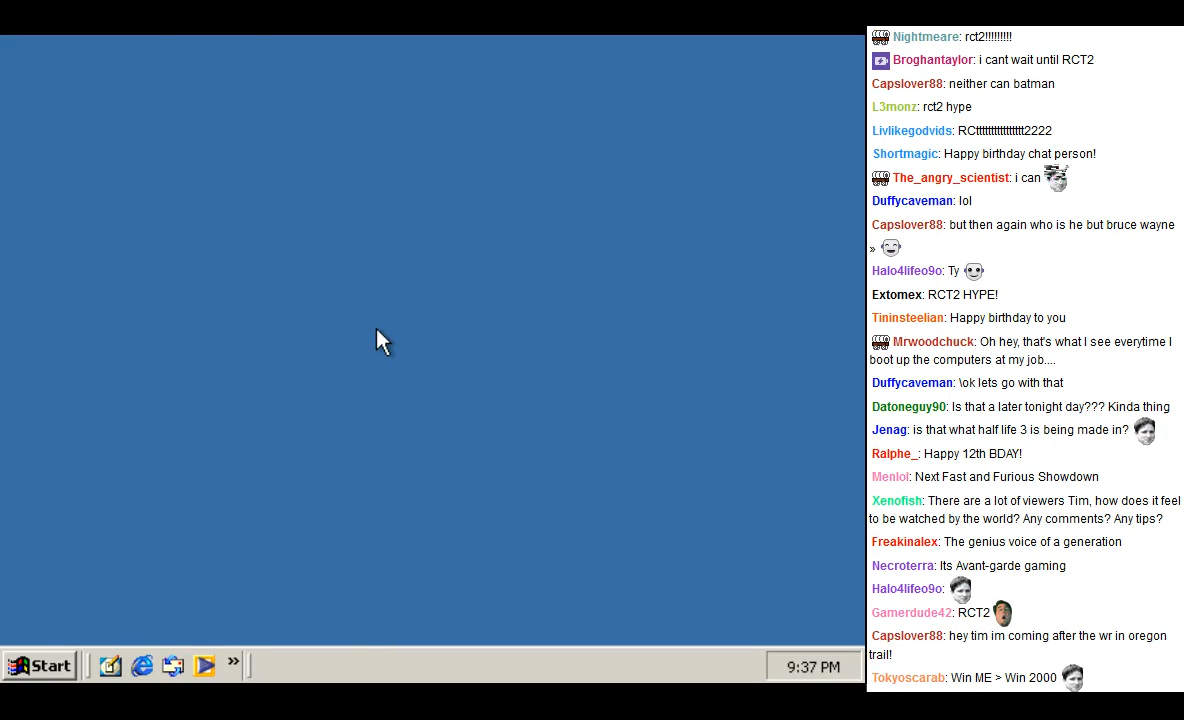 Nightmeare: rct2!!!!!!!!!
Broghantaylor: i cant wait until RCT2
Capslover88: neither can batman
L3monz: rct2 hype
Livlikegodvids: RCtttttttttttttttt2222
Shortmagic: Happy birthday chat person!
The_angry_scientist: i can
Duffycaveman: lol
Capslover88: but then again who is he but bruce wayne
»
Halo4lifeo9o: Ty
Extomex: RCT2 HYPE!
Tininsteelian: Happy birthday to you
Mrwoodchuck: Oh hey, that's what I see everytime I
boot up the computers at my job....
Duffycaveman: \ok lets go with that
Datoneguy90: Is that a later tonight day??? Kinda thing
Jenag: is that what half life 3 is being made in?
Ralphe_: Happy 12th BDAY!
Menlol: Next Fast and Furious Showdown
Xenofish: There are a lot of viewers Tim, how does it feel
to be watched by the world? Any comments? Any tips?
Freakinalex: The genius voice of a generation
Necroterra: Its Avant-garde gaming
Halo4lifeo9o:
Gamerdude42: RCT2
Capslover88: hey tim im coming after the wr in oregon
trail!
Tokyoscarab: Win ME > Win 2000
Start
»
9:37 PM